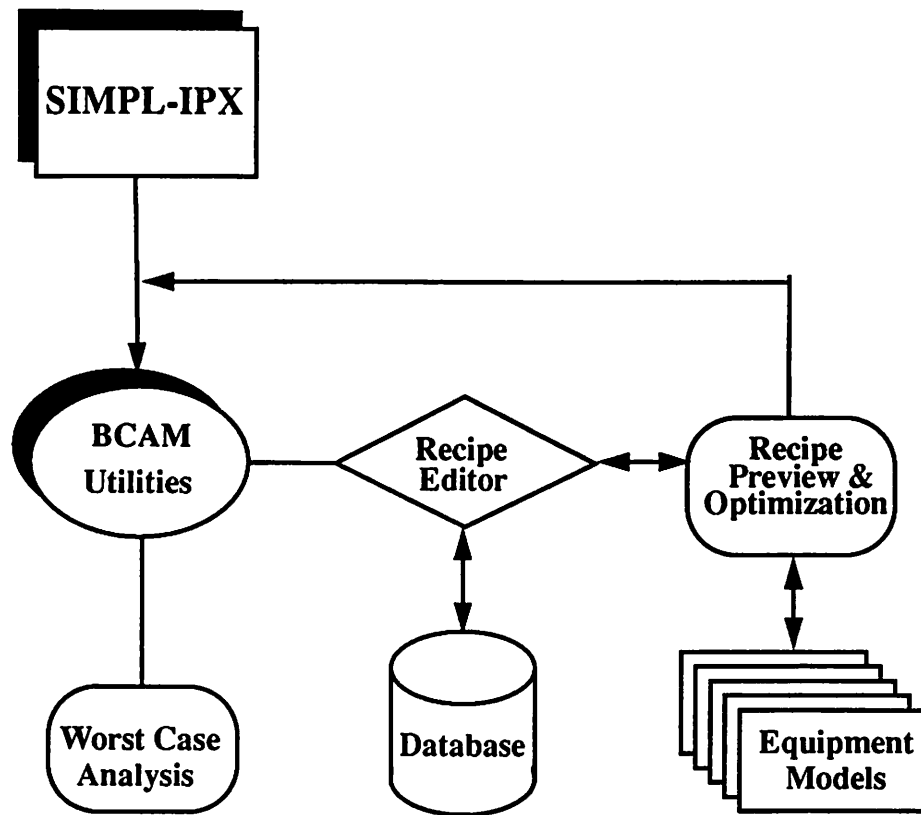 SIMPL-IPX
BCAM
Utilities
Recipe
Editor
Recipe
Preview &
Optimization
Worst Case
Analysis
Database
Equipment
Models